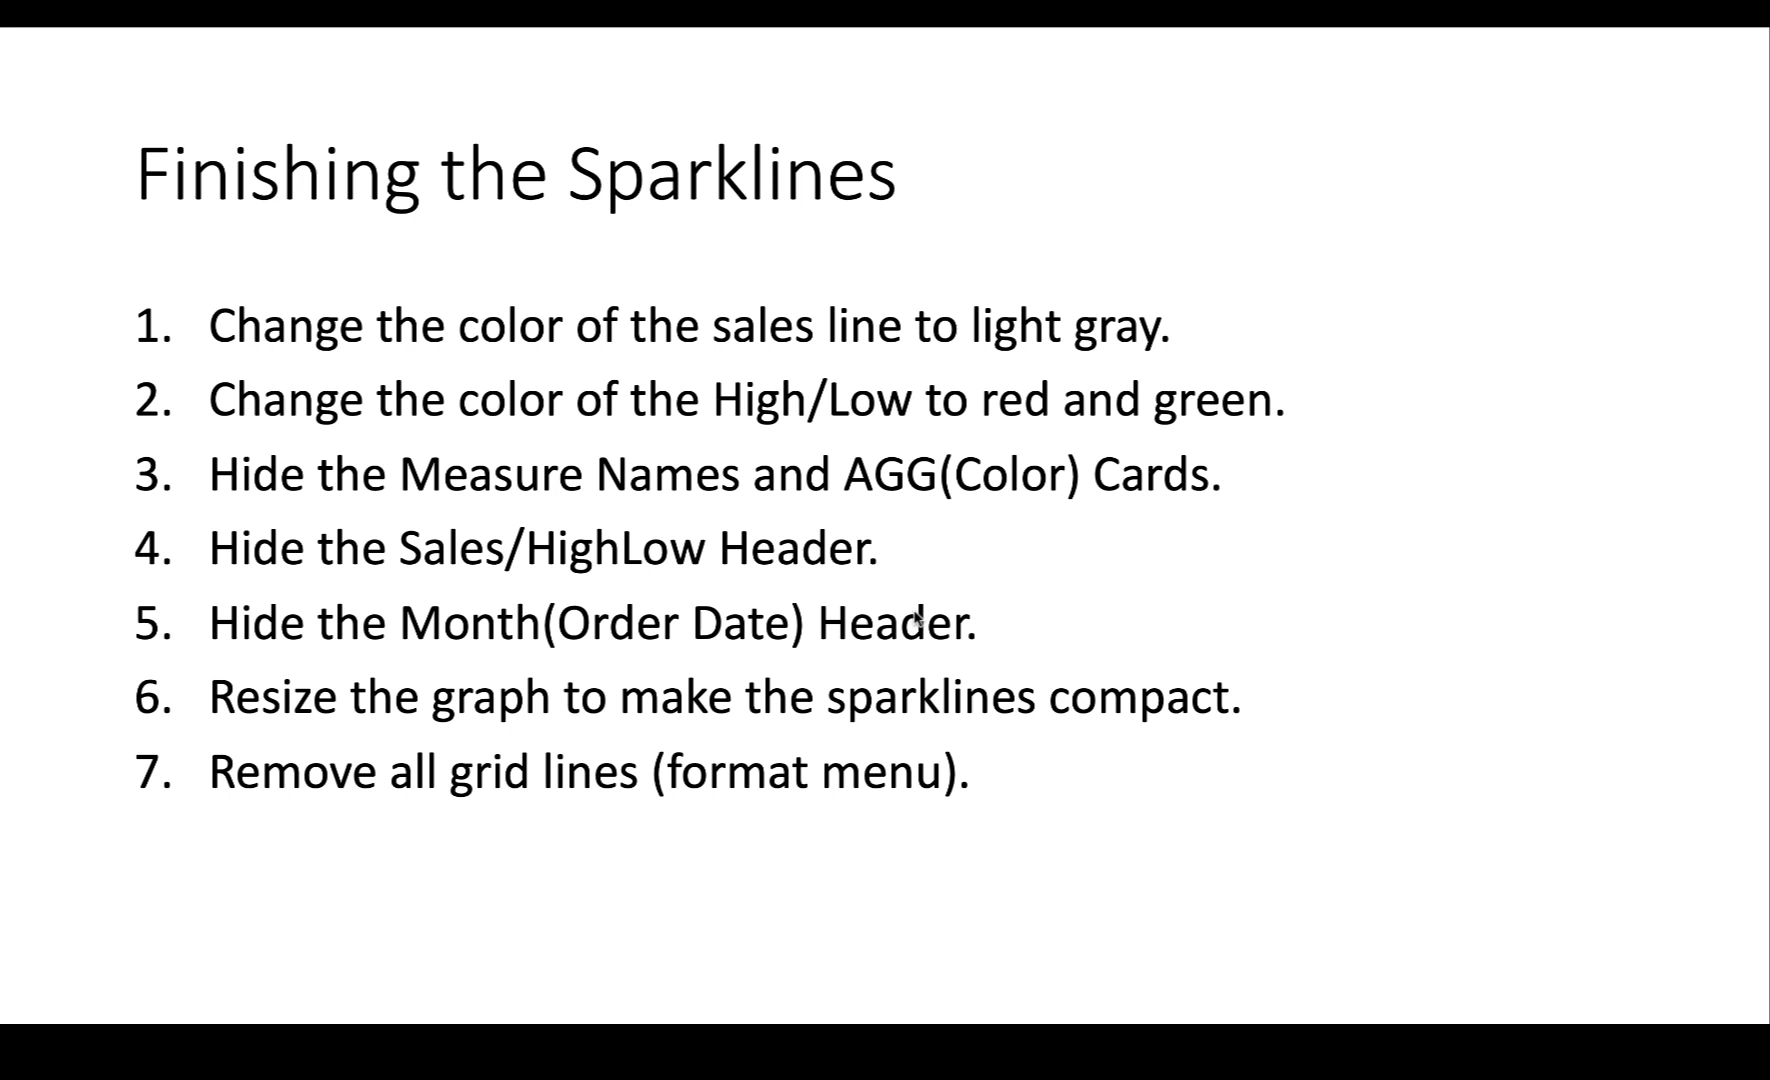 Finishing the Sparklines
1. Change the color of the sales line to light gray.
2. Change the color of the High/Low to red and green.
3. Hide the Measure Names and AGG(Color) Cards.
4. Hide the Sales/HighLow Header.
5. Hide the Month(Order Date) Header.
6. Resize the graph to make the sparklines compact.
7. Remove all grid lines (format menu).